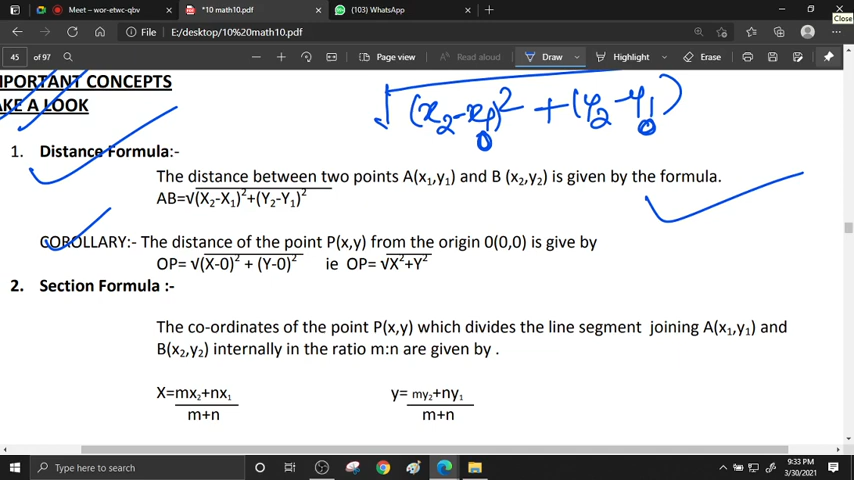 Meet – wor-etwc-qbv
*10 math10.pdf
(103) WhatsApp
Close
File
E:/desktop/10%20math10.pdf
45 of 97
Page view
Read aloud
Draw
Highlight
Erase
MPORTANT CONCEPTS
AKE A LOOK
√(x₂-x₁)² + (y₂-y₁)
0 0
1. Distance Formula:-
The distance between two points A(x₁,y₁) and B (x₂,y₂) is given by the formula.
AB=√(X₂-X₁)²+(Y₂-Y₁)²
COROLLARY:- The distance of the point P(x,y) from the origin 0(0,0) is give by
OP= √(X-0)² + (Y-0)² ie OP= √X²+Y²
2. Section Formula :-
The co-ordinates of the point P(x,y) which divides the line segment joining A(x₁,y₁) and
B(x₂,y₂) internally in the ratio m:n are given by .
X=mx₂+nx₁ y= my₂+ny₁
m+n m+n
Type here to search
9:33 PM
3/30/2021